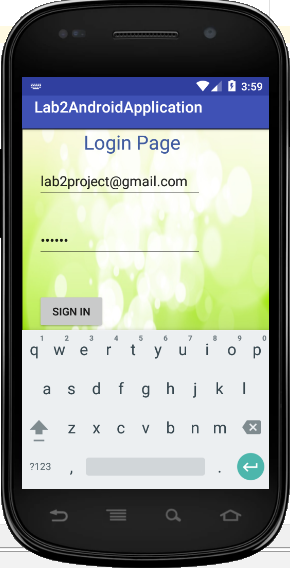 3:59
Lab2AndroidApplication
Login Page
lab2project@gmail.com
••••••
SIGN IN
1 2 3 4 5 6 7 8 9 0
q w e r t y u i o p
a s d f g h j k l
z x c v b n m
?123 , .